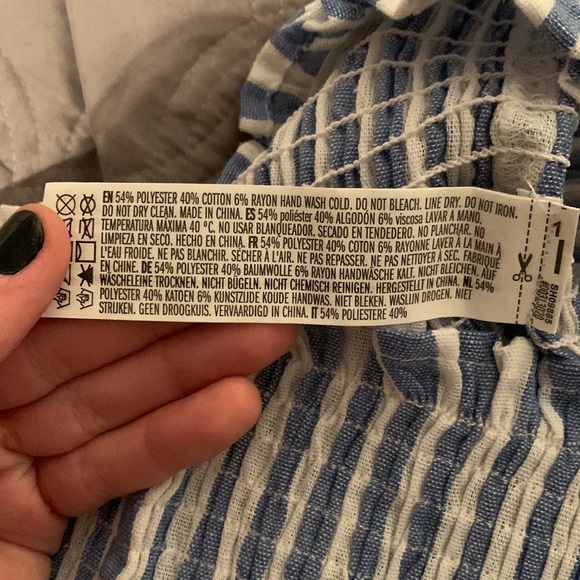 EN 54% POLYESTER 40% COTTON 6% RAYON HAND WASH COLD. DO NOT BLEACH. LINE DRY. DO NOT IRON.
DO NOT DRY CLEAN. MADE IN CHINA. ES 54% poliéster 40% ALGODÓN 6% viscosa LAVAR A MANO,
TEMPERATURA MÁXIMA 40 °C. NO USAR BLANQUEADOR. SECADO EN TENDEDERO. NO PLANCHAR. NO
LIMPIEZA EN SECO. HECHO EN CHINA. FR 54% POLYESTER 40% COTON 6% RAYONNE LAVER À LA MAIN À
L'EAU FROIDE. NE PAS BLANCHIR. SÉCHER À L'AIR. NE PAS REPASSER. NE PAS NETTOYER À SEC. FABRIQUÉ
EN CHINE. DE 54% POLYESTER 40% BAUMWOLLE 6% RAYON HANDWÄSCHE KALT. NICHT BLEICHEN. AUF
WÄSCHELEINE TROCKNEN. NICHT BÜGELN. NICHT CHEMISCH REINIGEN. HERGESTELLT IN CHINA. NL 54%
POLYESTER 40% KATOEN 6% KUNSTZIJDE KOUDE HANDWAS. NIET BLEKEN. WASLIJN DROGEN. NIET
STRIJKEN. GEEN DROOGKUIS. VERVAARDIGD IN CHINA. IT 54% POLIESTERE 40%
1
SH09885